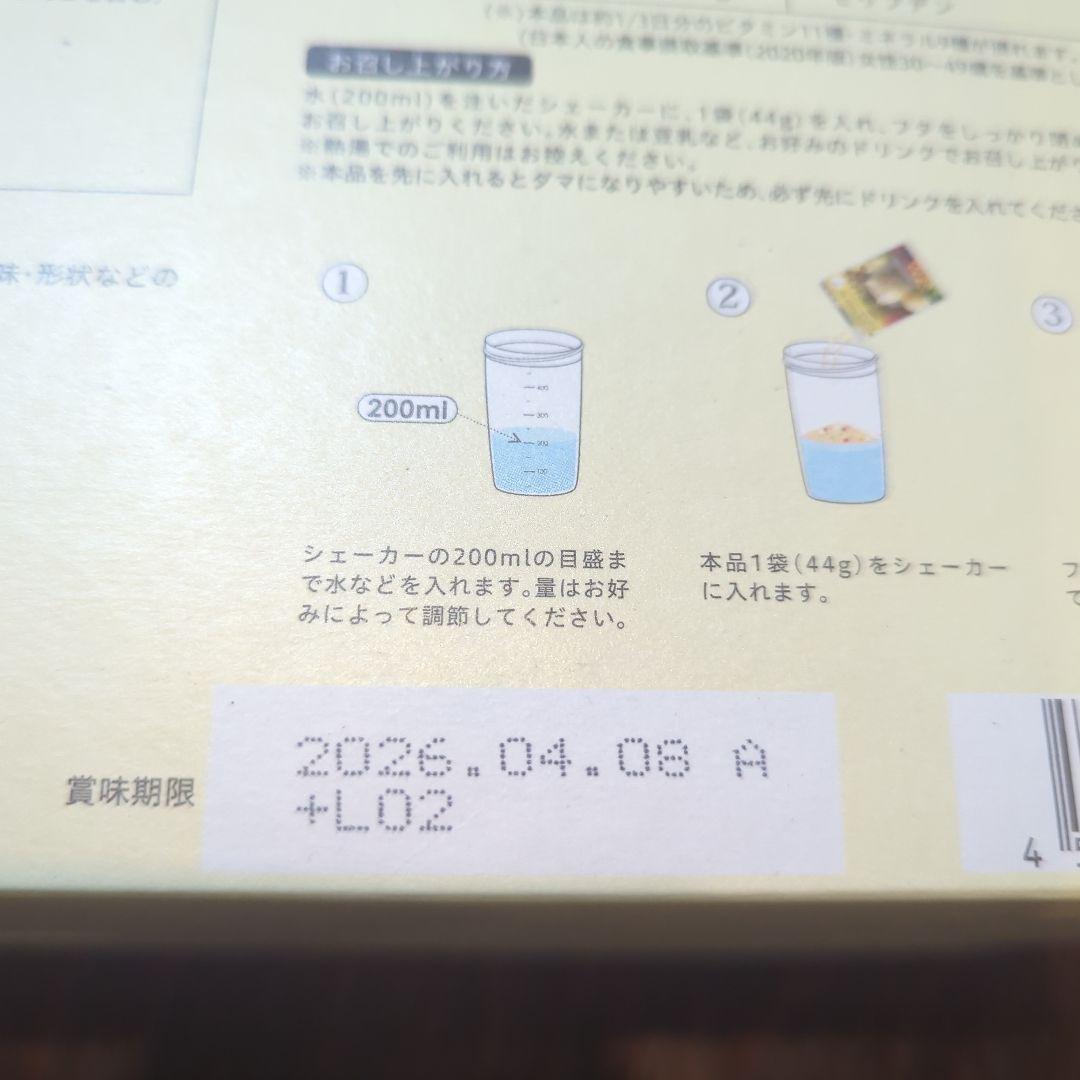 (※)本品は約1/3日分のビタミン11種・ミネラル9種が摂れます。
(日本人の食事摂取基準(2020年版)女性30〜49歳を基準とし
お召し上がり方
水(200ml)を注いだシェーカーに、1袋(44g)を入れ、フタをしっかり閉め
お召し上がりください。水または豆乳など、お好みのドリンクでお召し上がり
※熱湯でのご利用はお控えください。
※本品を先に入れるとダマになりやすいため、必ず先にドリンクを入れてくださ
味・形状などの
①
②
③
400
300
200ml
200
100
シェーカーの200mlの目盛ま
で水などを入れます。量はお好
みによって調節してください。
本品1袋(44g)をシェーカー
に入れます。
フ
で
賞味期限
2026.04.08 A
+L02
4